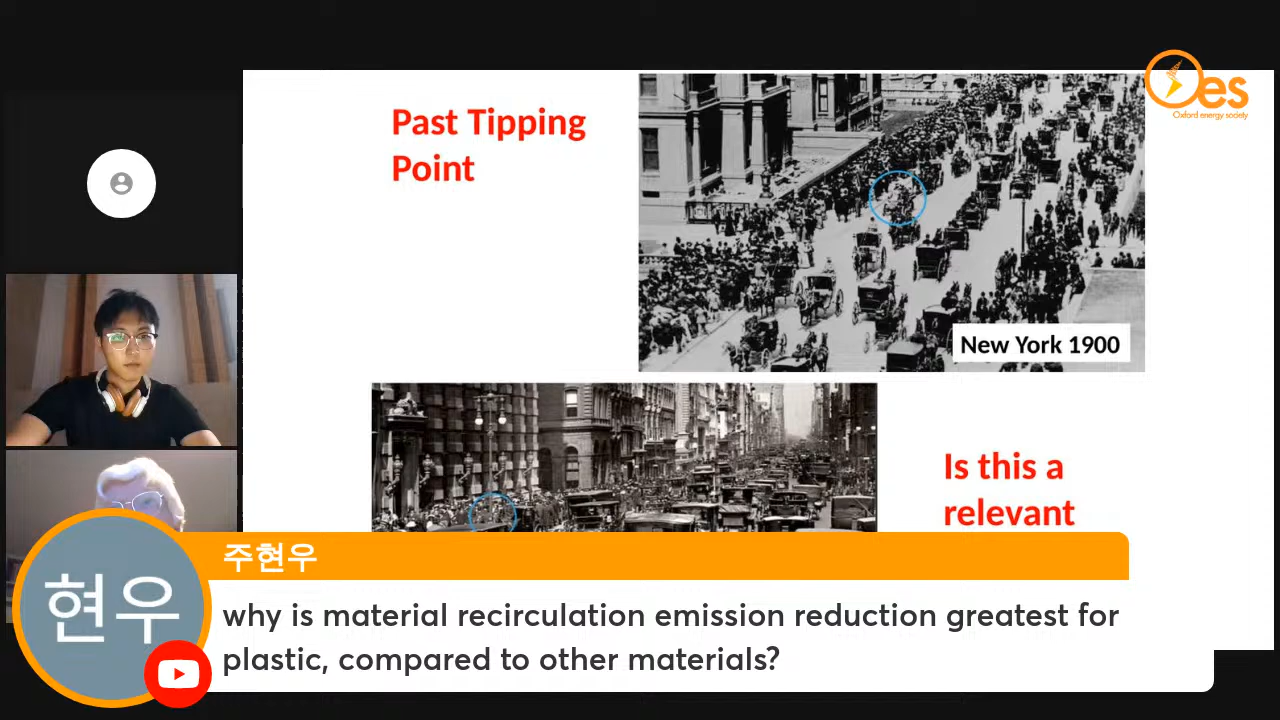 Oes
Oxford energy society
Past Tipping
Point
New York 1900
Is this a
relevant
현우
주현우
why is material recirculation emission reduction greatest for
plastic, compared to other materials?